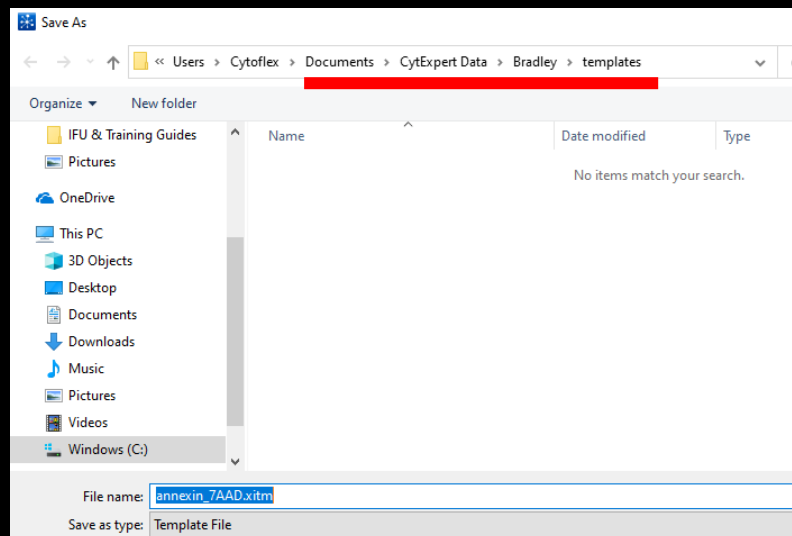 Save As
« Users › Cytoflex › Documents › CytExpert Data › Bradley › templates
Organize New folder
IFU & Training Guides
Pictures
OneDrive
This PC
3D Objects
Desktop
Documents
Downloads
Music
Pictures
Videos
Windows (C:)
Name Date modified Type
No items match your search.
File name: annexin_7AAD.xitm
Save as type: Template File